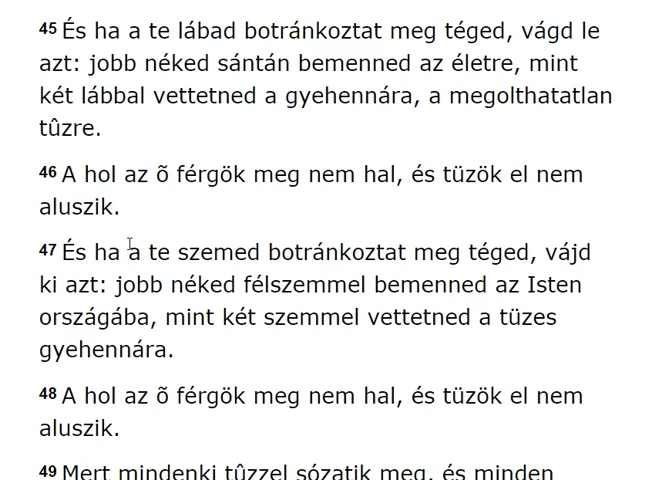 45 És ha a te lábad botránkoztat meg téged, vágd le
azt: jobb néked sántán bemenned az életre, mint
két lábbal vettetned a gyehennára, a megolthatatlan
tûzre.
46 A hol az õ férgök meg nem hal, és tüzök el nem
aluszik.
47 És ha a te szemed botránkoztat meg téged, vájd
ki azt: jobb néked félszemmel bemenned az Isten
országába, mint két szemmel vettetned a tüzes
gyehennára.
48 A hol az õ férgök meg nem hal, és tüzök el nem
aluszik.
49 Mert mindenki tûzzel sózatik meg, és minden